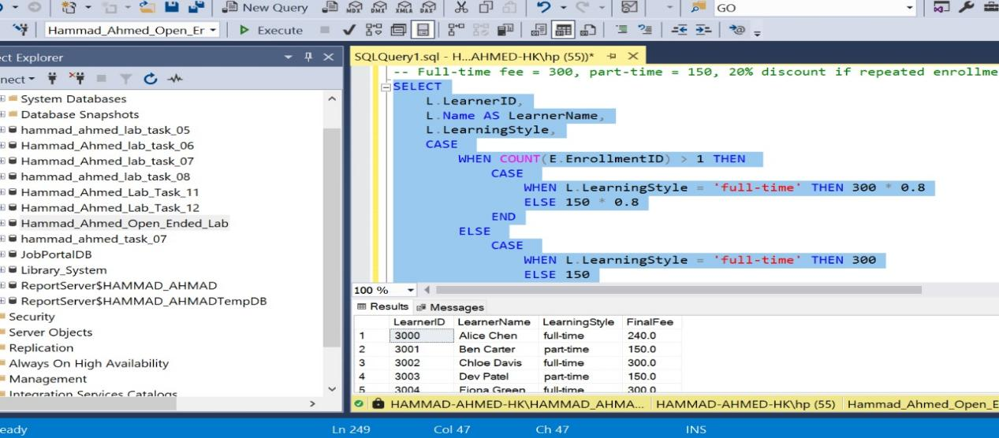 New Query MDX DMX XMLA DAX GO
Hammad_Ahmed_Open_Er Execute
ect Explorer
nect
System Databases
Database Snapshots
hammad_ahmed_lab_task_05
Hammad_Ahmed_lab_task_06
Hammad_Ahmed_lab_task_07
hammad_ahmed_lab_task_08
Hammad_Ahmed_Lab_Task_11
Hammad_Ahmed_Lab_Task_12
Hammad_Ahmed_Open_Ended_Lab
hammad_ahmed_task_07
JobPortalDB
Library_System
ReportServer$HAMMAD_AHMAD
ReportServer$HAMMAD_AHMADTempDB
Security
Server Objects
Replication
Always On High Availability
Management
Integration Services Catalogs
SQLQuery1.sql - H...AHMED-HK\hp (55))*
-- Full-time fee = 300, part-time = 150, 20% discount if repeated enrollme
SELECT
L.LearnerID,
L.Name AS LearnerName,
L.LearningStyle,
CASE
WHEN COUNT(E.EnrollmentID) > 1 THEN
CASE
WHEN L.LearningStyle = 'full-time' THEN 300 * 0.8
ELSE 150 * 0.8
END
ELSE
CASE
WHEN L.LearningStyle = 'full-time' THEN 300
ELSE 150
100 %
Results Messages
LearnerID LearnerName LearningStyle FinalFee
1 3000 Alice Chen full-time 240.0
2 3001 Ben Carter part-time 150.0
3 3002 Chloe Davis full-time 300.0
4 3003 Dev Patel part-time 150.0
5 3004 Fiona Green full-time 300.0
HAMMAD-AHMED-HK\HAMMAD_AHMA... HAMMAD-AHMED-HK\hp (55) Hammad_Ahmed_Open_E
eady Ln 249 Col 47 Ch 47 INS